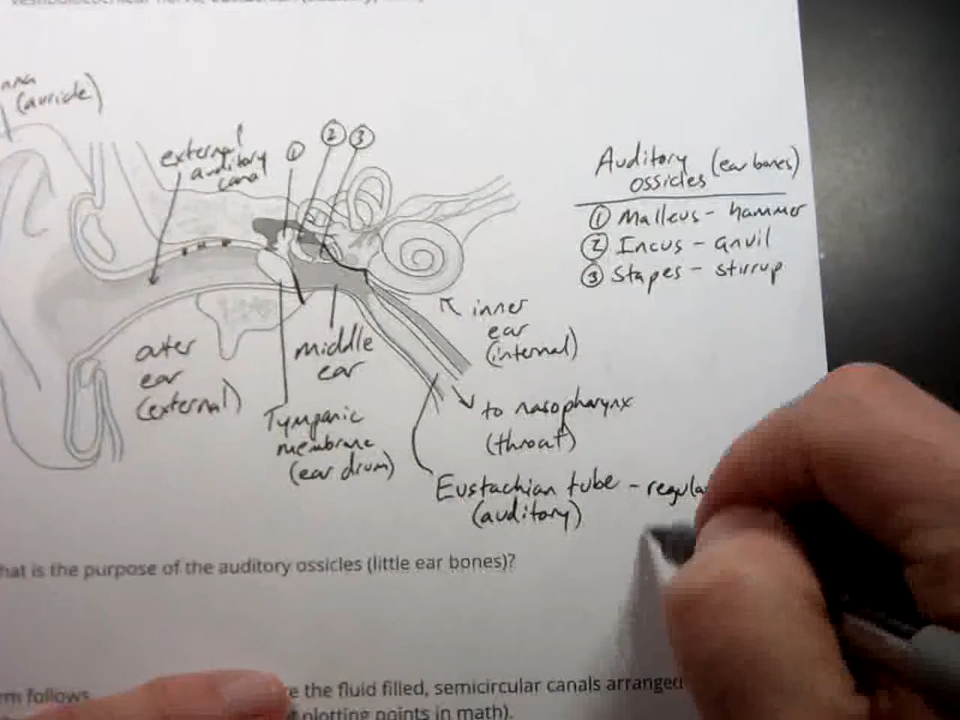 (auricle)
external
auditory
canal
① ② ③
Auditory (ear bones)
ossicles
① Malleus - hammer
② Incus - anvil
③ Stapes - stirrup
inner
ear
(internal)
outer
ear
(external)
middle
ear
Tympanic
membrane
(ear drum)
to nasopharynx
(throat)
Eustachian tube - regula
(auditory)
hat is the purpose of the auditory ossicles (little ear bones)?
rm follows
e the fluid filled, semicircular canals arranged
plotting points in math).